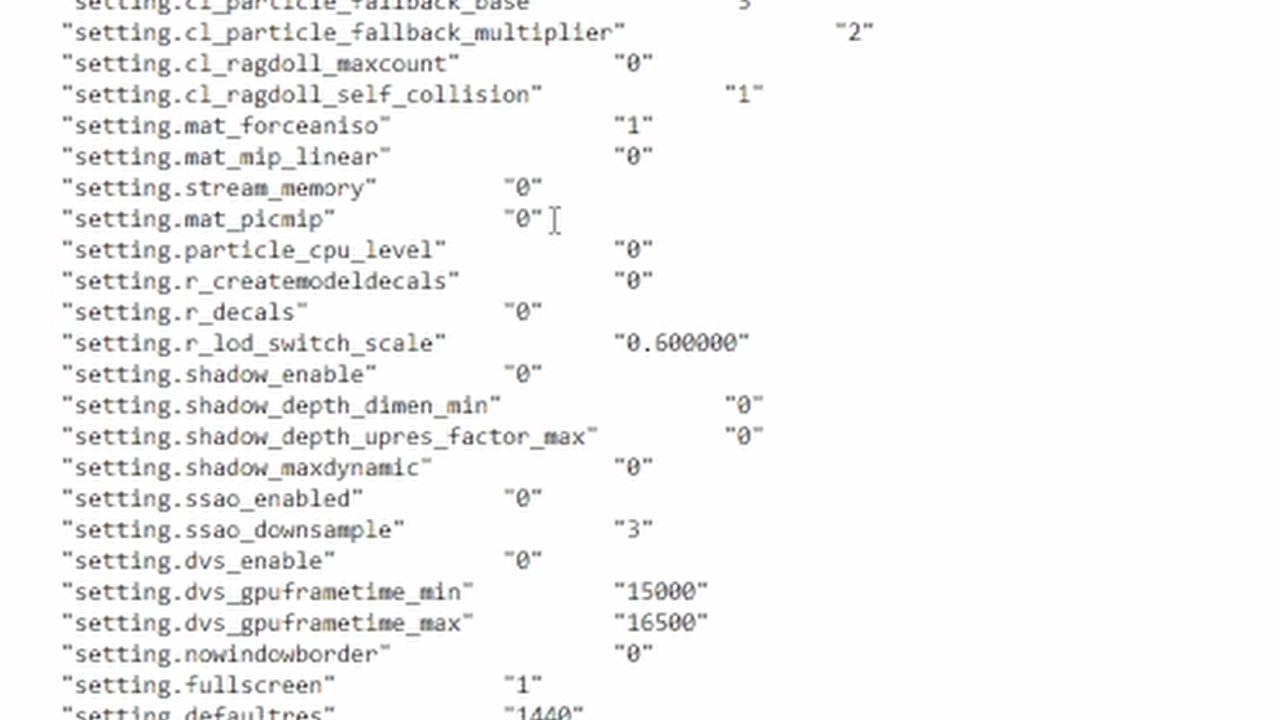 "setting.cl_particle_fallback_base" "3"
"setting.cl_particle_fallback_multiplier" "2"
"setting.cl_ragdoll_maxcount" "0"
"setting.cl_ragdoll_self_collision" "1"
"setting.mat_forceaniso" "1"
"setting.mat_mip_linear" "0"
"setting.stream_memory" "0"
"setting.mat_picmip" "0"
"setting.particle_cpu_level" "0"
"setting.r_createmodeldecals" "0"
"setting.r_decals" "0"
"setting.r_lod_switch_scale" "0.600000"
"setting.shadow_enable" "0"
"setting.shadow_depth_dimen_min" "0"
"setting.shadow_depth_upres_factor_max" "0"
"setting.shadow_maxdynamic" "0"
"setting.ssao_enabled" "0"
"setting.ssao_downsample" "3"
"setting.dvs_enable" "0"
"setting.dvs_gpuframetime_min" "15000"
"setting.dvs_gpuframetime_max" "16500"
"setting.nowindowborder" "0"
"setting.fullscreen" "1"
"setting.defaultres" "1440"